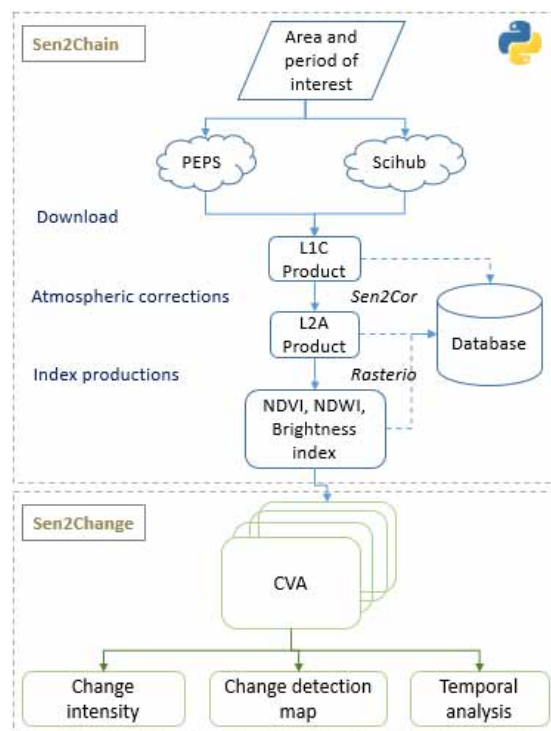 Sen2Chain
Area and
period of
interest
PEPS
Scihub
Download
L1C
Product
Atmospheric corrections
Sen2Cor
L2A
Product
Database
Index productions
Rasterio
NDVI, NDWI,
Brightness
index
Sen2Change
CVA
Change
intensity
Change detection
map
Temporal
analysis